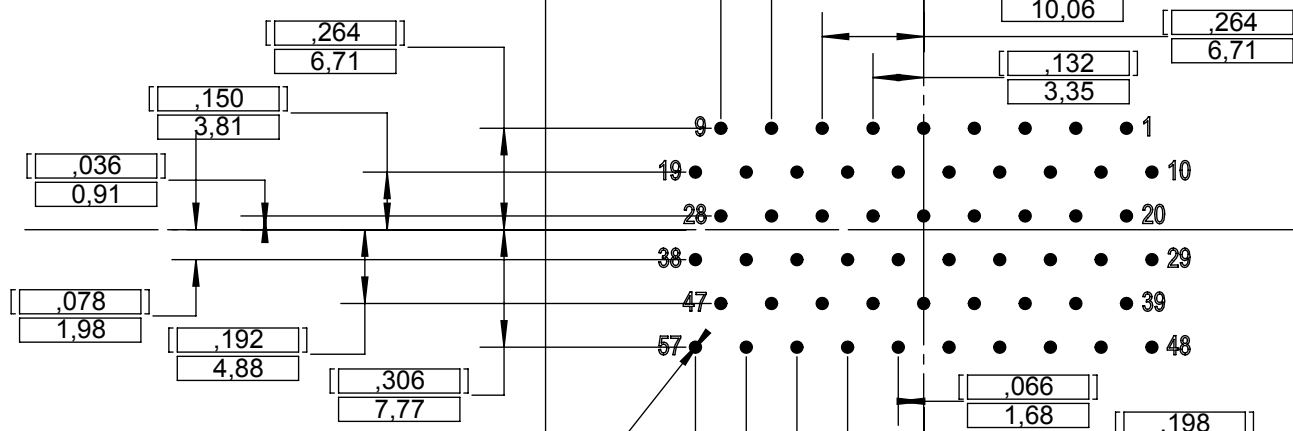 10,06
[ ,264 ]
6,71
[ ,264 ]
6,71
[ ,132 ]
3,35
[ ,150 ]
3,81
9 1
[ ,036 ]
0,91
19 10
28 20
38 29
[ ,078 ]
1,98
47 39
[ ,192 ]
4,88
57 48
[ ,306 ]
7,77
[ ,066 ]
1,68
[ ,198 ]